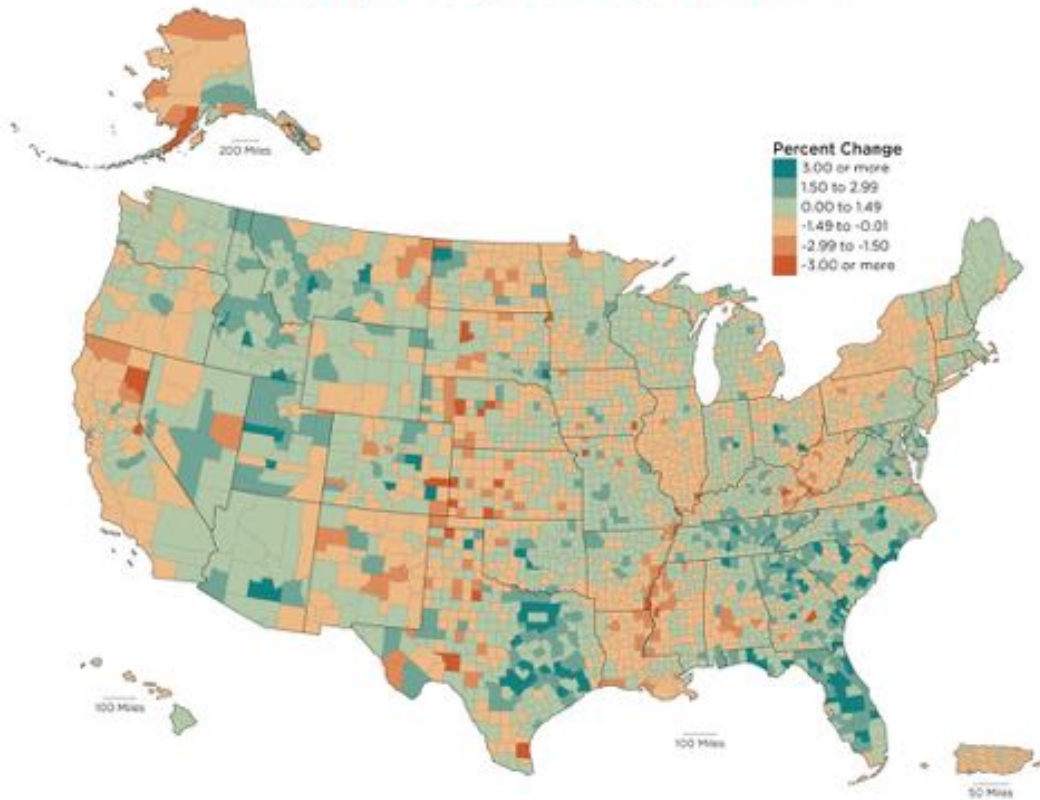 200 Miles
Percent Change
3.00 or more
1.50 to 2.99
0.00 to 1.49
-1.49 to -0.01
-2.99 to -1.50
-3.00 or more
100 Miles
100 Miles
50 Miles